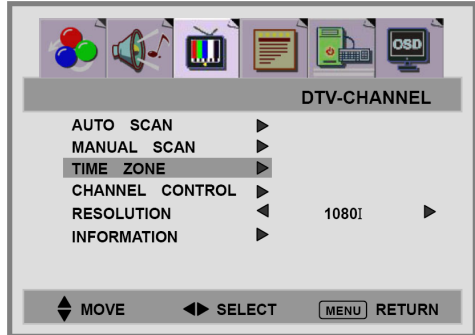 OSD
DTV-CHANNEL
AUTO SCAN
MANUAL SCAN
TIME ZONE
CHANNEL CONTROL
RESOLUTION 1080I
INFORMATION
MOVE SELECT MENU RETURN